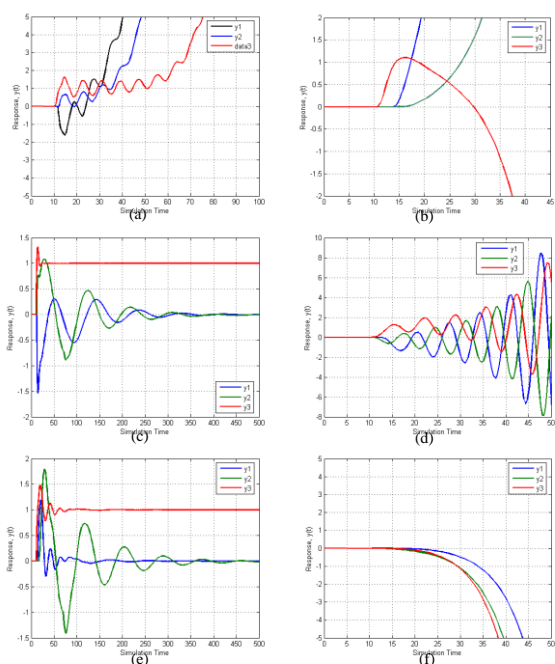 5
4
3
2
1
0
-1
-2
-3
-4
-5
0 10 20 30 40 50 60 70 80 90 100
Response, y(t)
Simulation Time
y1
y2
data3
(a)
2
1.5
1
0.5
0
-0.5
-1
-1.5
-2
0 5 10 15 20 25 30 35 40 45
Response, y(t)
Simulation Time
y1
y2
y3
(b)
1.5
1
0.5
0
-0.5
-1
-1.5
-2
0 50 100 150 200 250 300 350 400 450 500
Response, y(t)
Simulation Time
y1
y2
y3
(c)
10
8
6
4
2
0
-2
-4
-6
-8
0 5 10 15 20 25 30 35 40 45 50
Response, y(t)
Simulation Time
y1
y2
y3
(d)
2
1.5
1
0.5
0
-0.5
-1
-1.5
0 50 100 150 200 250 300 350 400 450 500
Response, y(t)
Simulation Time
y1
y2
y3
(e)
5
4
3
2
1
0
-1
-2
-3
-4
-5
0 5 10 15 20 25 30 35 40 45 50
Response, y(t)
Simulation Time
y1
y2
y3
(f)